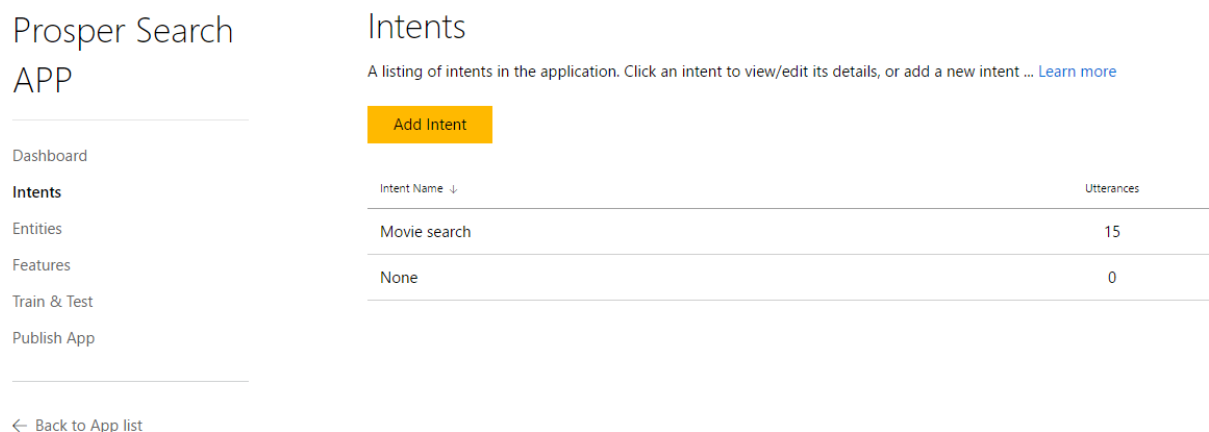 Prosper Search
APP
Dashboard
Intents
Entities
Features
Train & Test
Publish App
← Back to App list
Intents
A listing of intents in the application. Click an intent to view/edit its details, or add a new intent ... Learn more
Add Intent
Intent Name ↓ Utterances
Movie search 15
None 0